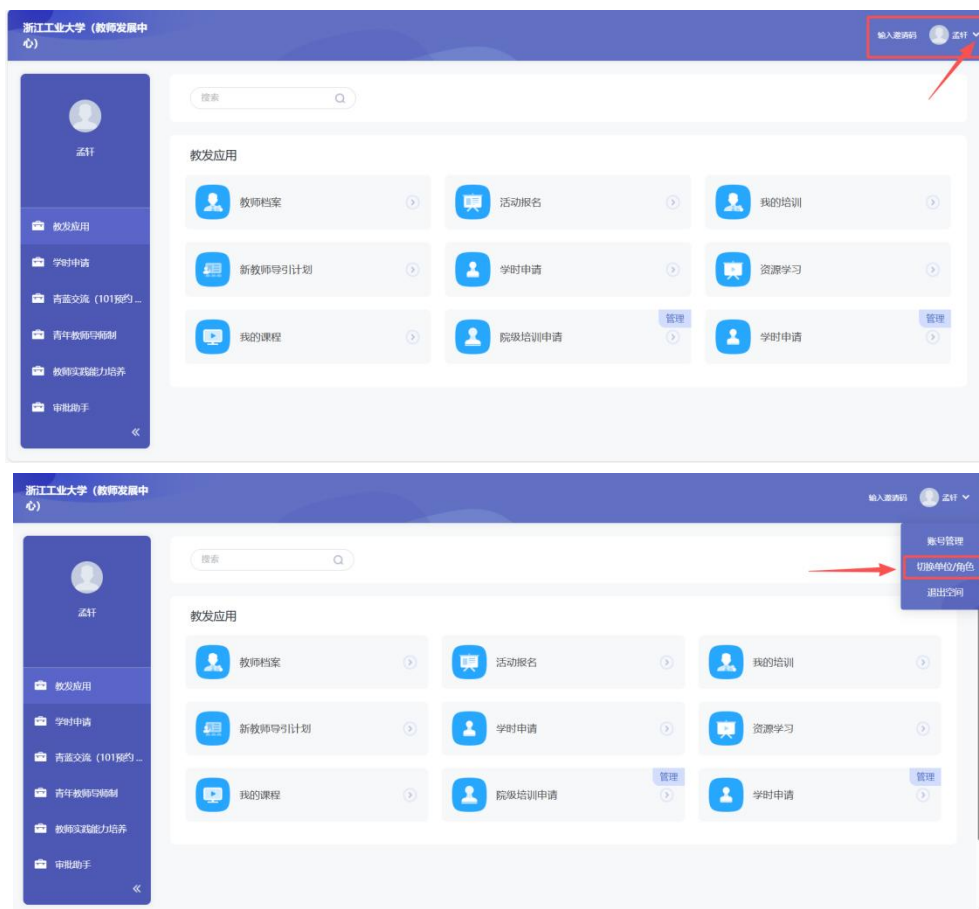 浙江工业大学（教师发展中
心）
输入邀请码
孟轩
孟轩
搜索
教发应用
教师档案
活动报名
我的培训
教发应用
学时申请
新教师导引计划
学时申请
资源学习
青蓝交流（101预约...
管理
管理
青年教师导师制
我的课程
院级培训申请
学时申请
教师实践能力培养
审批助手
浙江工业大学（教师发展中
心）
输入邀请码
孟轩
账号管理
切换单位/角色
退出空间
搜索
孟轩
教发应用
教师档案
活动报名
我的培训
教发应用
学时申请
新教师导引计划
学时申请
资源学习
青蓝交流（101预约...
管理
管理
青年教师导师制
我的课程
院级培训申请
学时申请
教师实践能力培养
审批助手